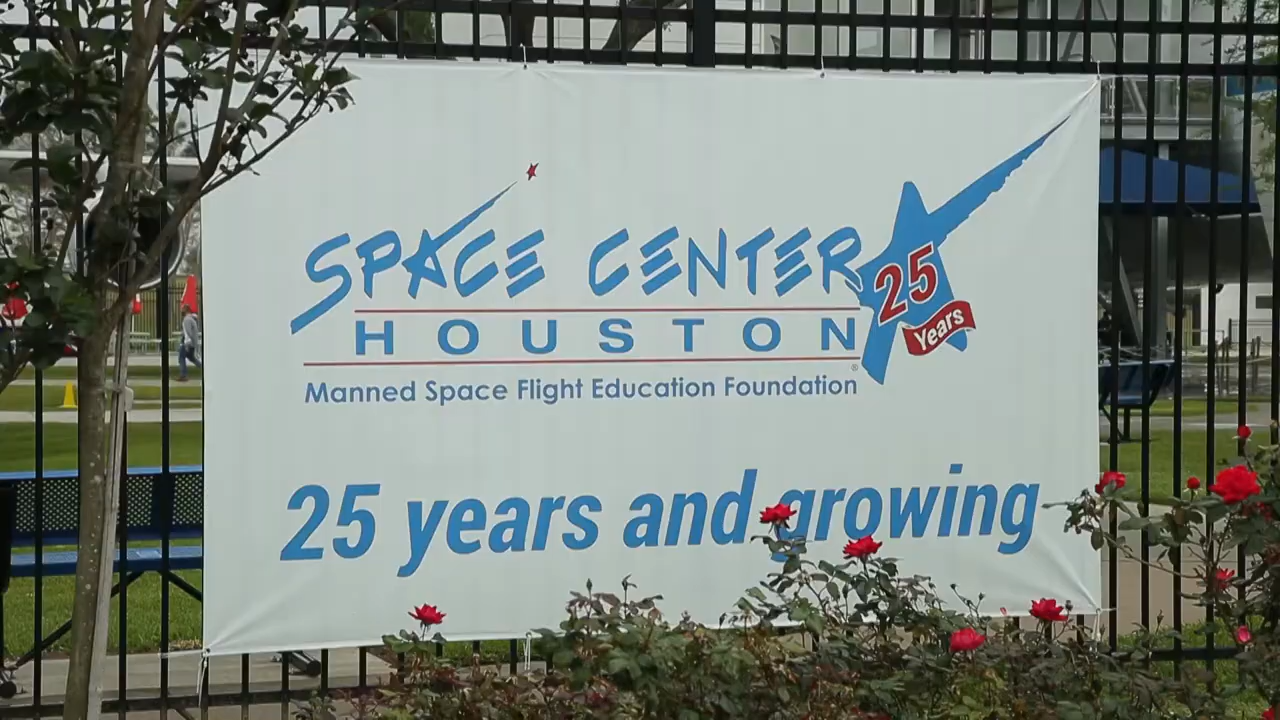 SPACE CENTER
HOUSTON
Manned Space Flight Education Foundation
25
Years
25 years and growing